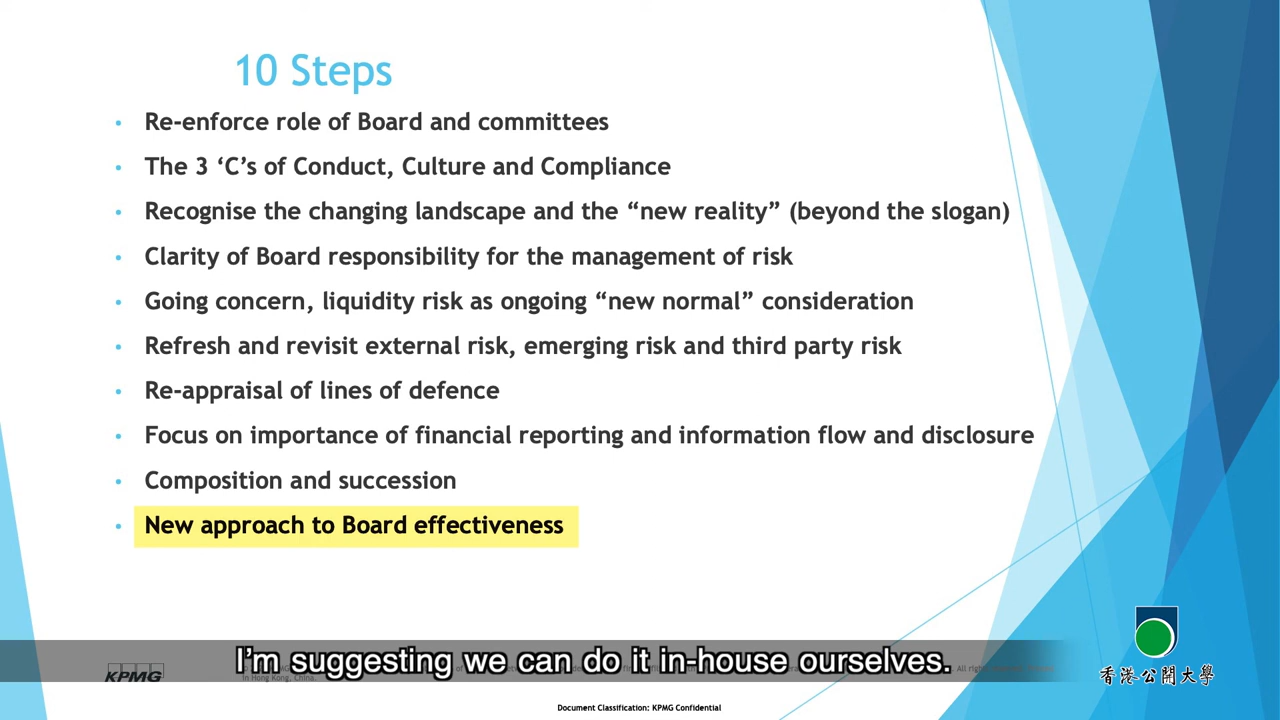 10 Steps
• Re-enforce role of Board and committees
• The 3 ‘C’s of Conduct, Culture and Compliance
• Recognise the changing landscape and the “new reality” (beyond the slogan)
• Clarity of Board responsibility for the management of risk
• Going concern, liquidity risk as ongoing “new normal” consideration
• Refresh and revisit external risk, emerging risk and third party risk
• Re-appraisal of lines of defence
• Focus on importance of financial reporting and information flow and disclosure
• Composition and succession
• New approach to Board effectiveness
I’m suggesting we can do it in-house ourselves.
KPMG
in Hong Kong, China.
香港公開大學
Document Classification: KPMG Confidential